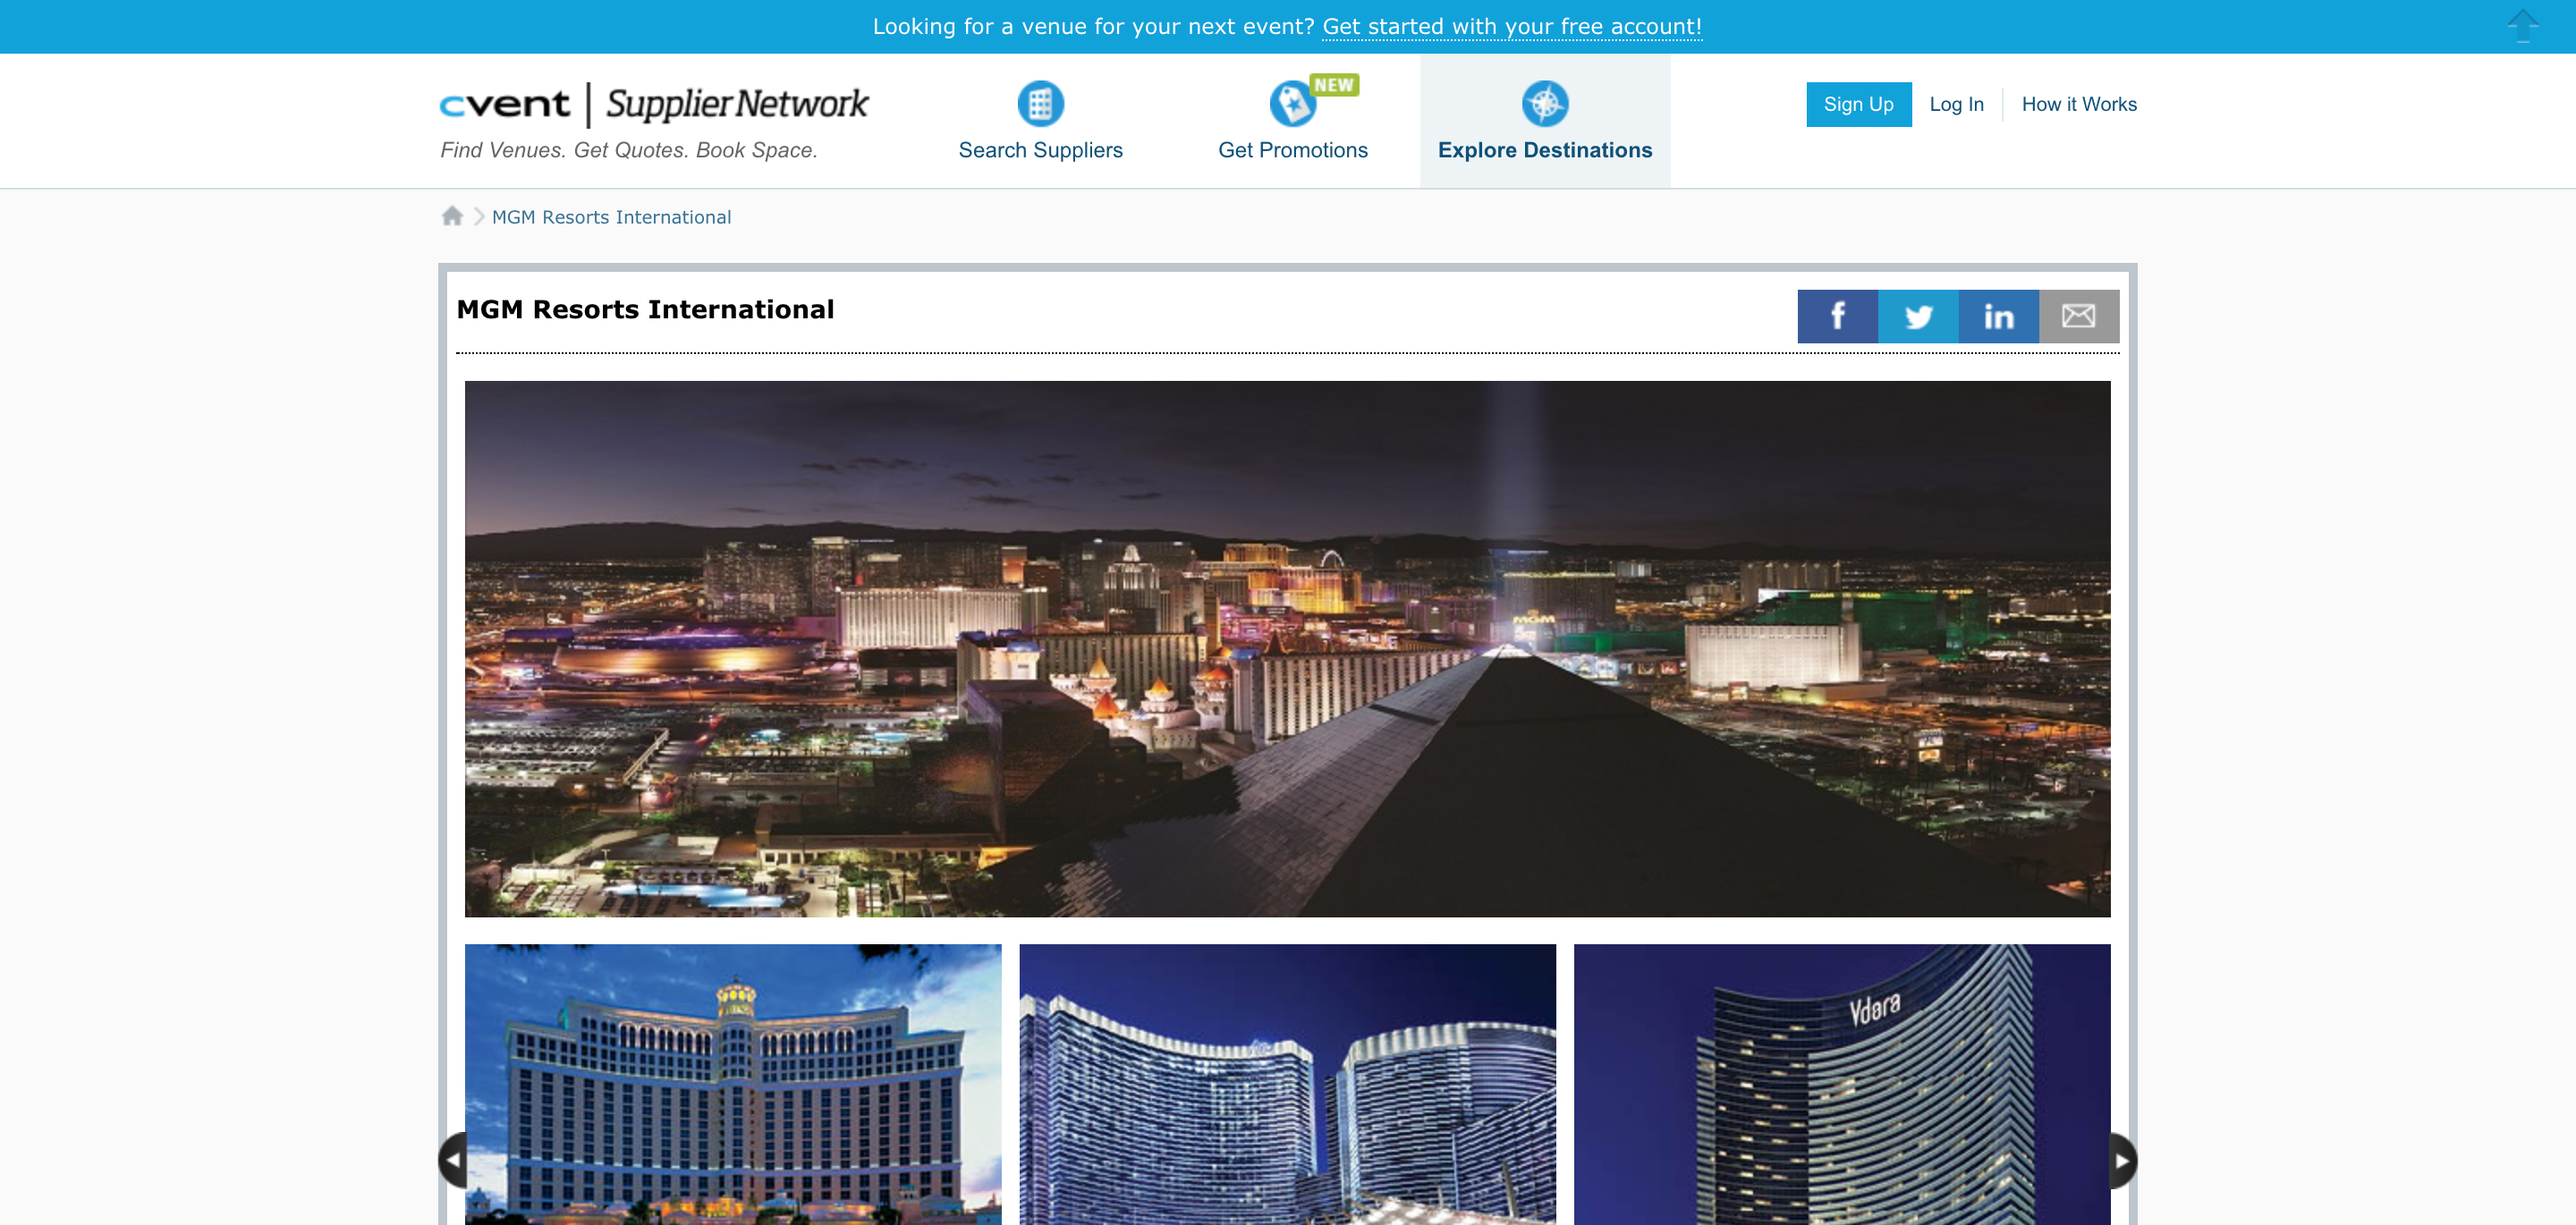 Looking for a venue for your next event? Get started with your free account!
cvent | Supplier Network
Find Venues. Get Quotes. Book Space.
Search Suppliers
NEW
Get Promotions
Explore Destinations
Sign Up
Log In
How it Works
MGM Resorts International
MGM Resorts International
f
in
MGM
Vdara